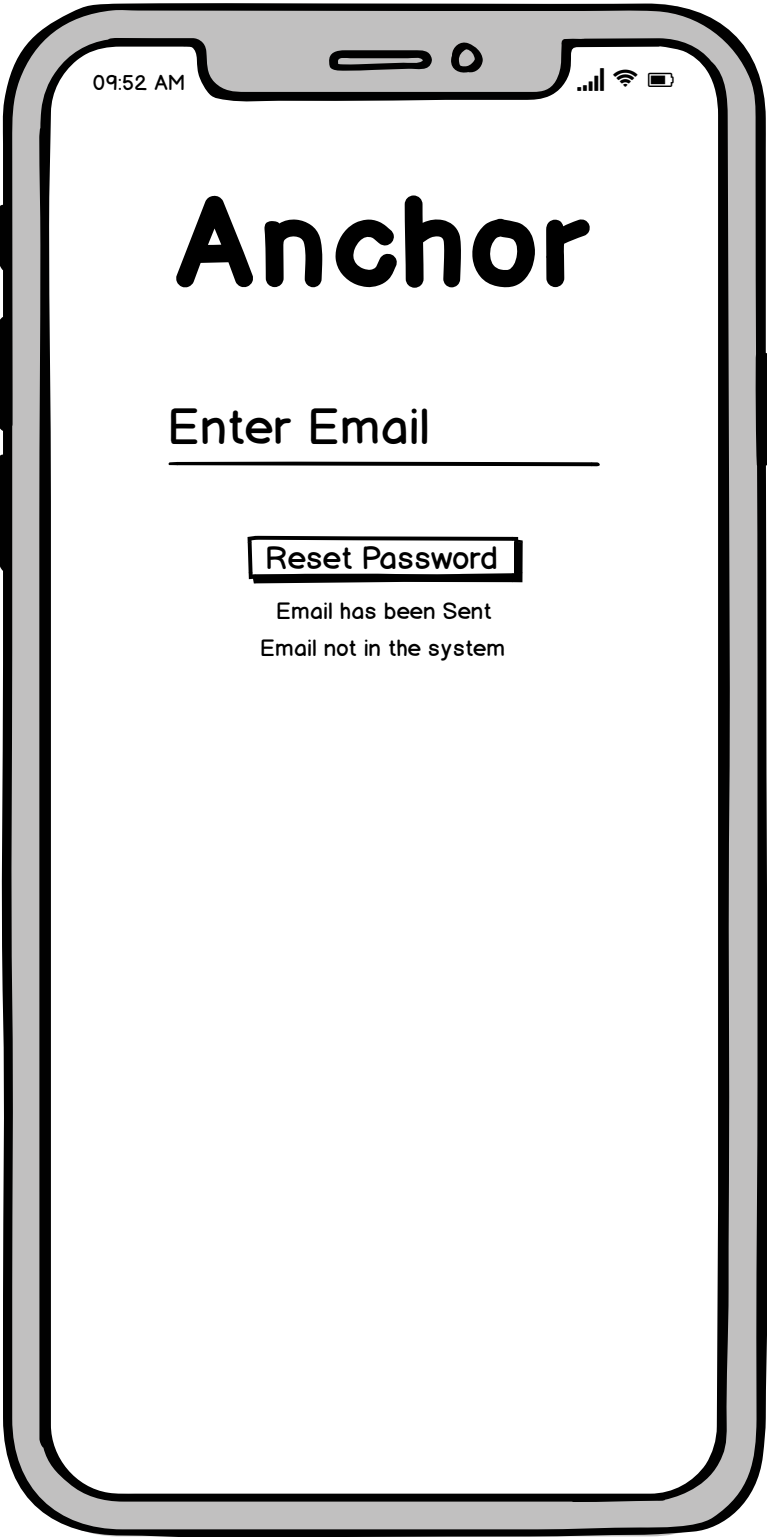 09:52 AM
Anchor
Enter Email
Reset Password
Email has been Sent
Email not in the system